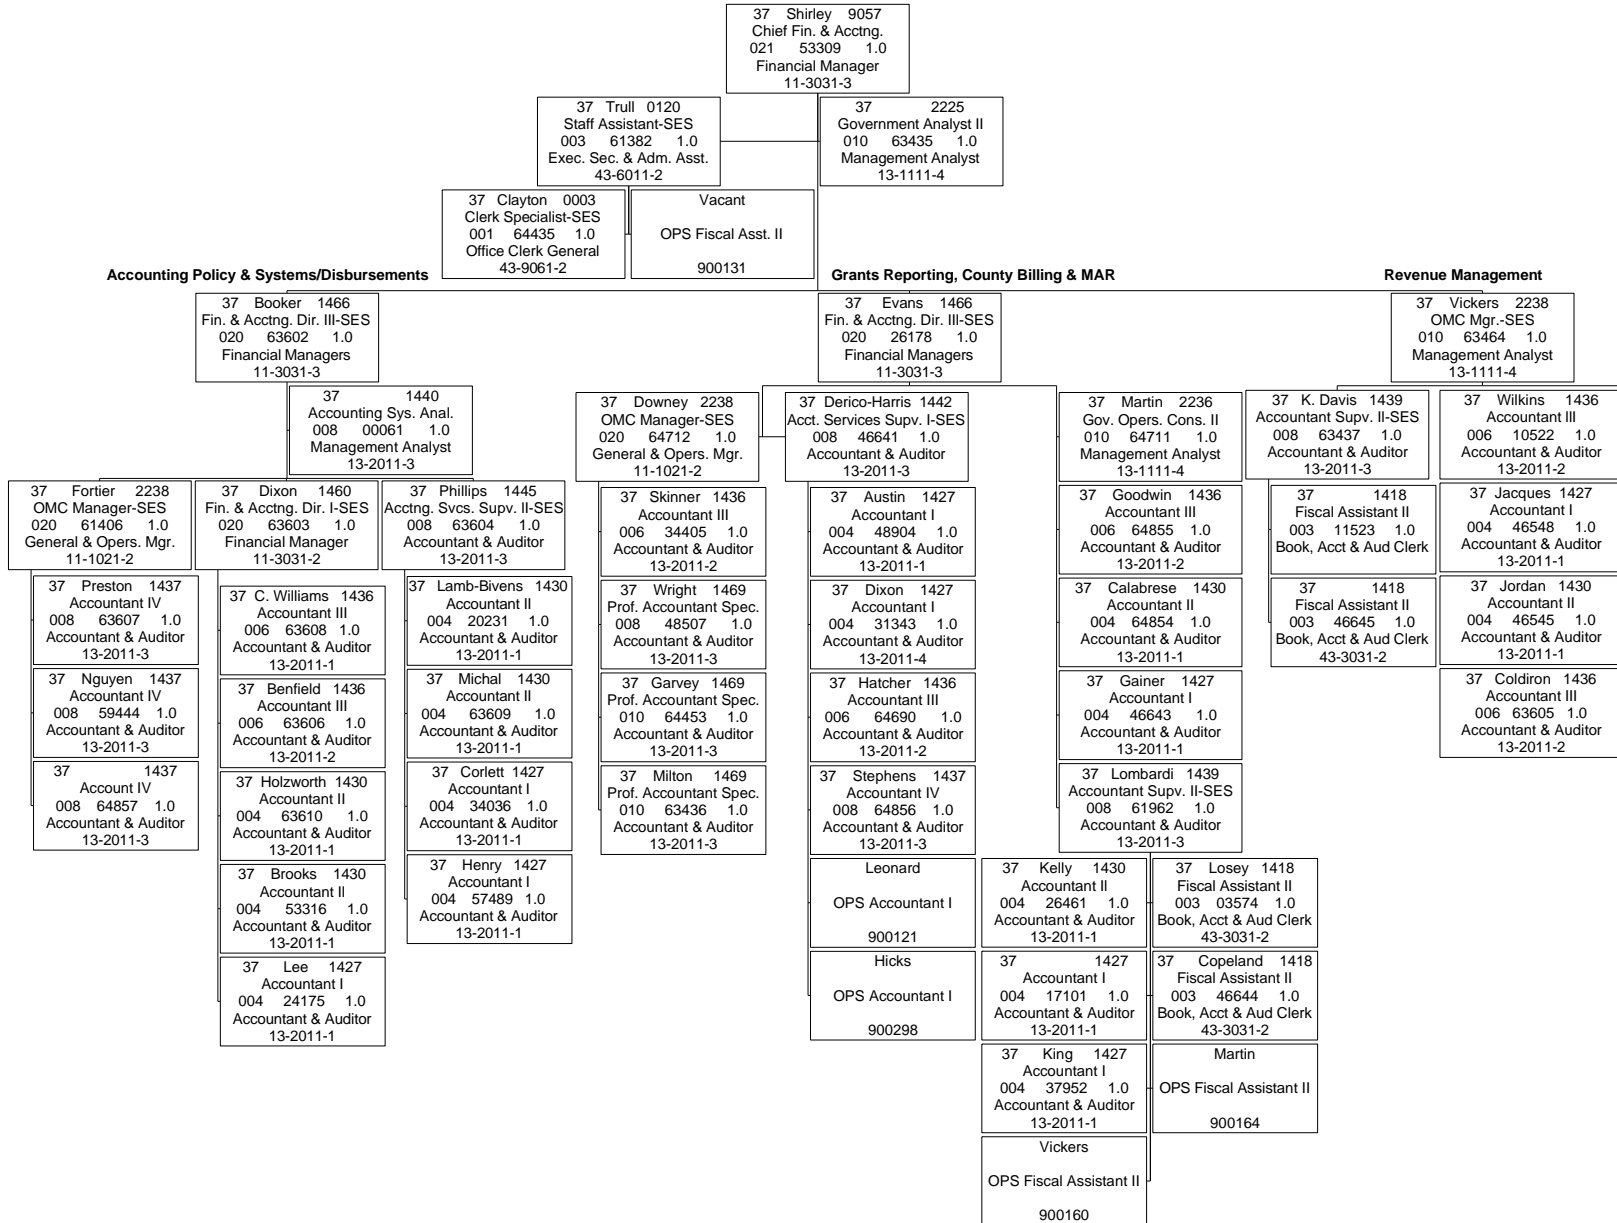 37 Shirley 9057
Chief Fin. & Acctng.
021 53309 1.0
Financial Manager
11-3031-3
37 Trull 0120
Staff Assistant-SES
003 61382 1.0
Exec. Sec. & Adm. Asst.
43-6011-2
37 2225
Government Analyst II
010 63435 1.0
Management Analyst
13-1111-4
37 Clayton 0003
Clerk Specialist-SES
001 64435 1.0
Office Clerk General
43-9061-2
Vacant
OPS Fiscal Asst. II
900131
Accounting Policy & Systems/Disbursements
Grants Reporting, County Billing & MAR
Revenue Management
37 Booker 1466
Fin. & Acctng. Dir. III-SES
020 63602 1.0
Financial Managers
11-3031-3
37 Evans 1466
Fin. & Acctng. Dir. III-SES
020 26178 1.0
Financial Managers
11-3031-3
37 Vickers 2238
OMC Mgr.-SES
010 63464 1.0
Management Analyst
13-1111-4
37 1440
Accounting Sys. Anal.
008 00061 1.0
Management Analyst
13-2011-3
37 Fortier 2238
OMC Manager-SES
020 61406 1.0
General & Opers. Mgr.
11-1021-2
37 Dixon 1460
Fin. & Acctng. Dir. I-SES
020 63603 1.0
Financial Manager
11-3031-2
37 Phillips 1445
Acctng. Svcs. Supv. II-SES
008 63604 1.0
Accountant & Auditor
13-2011-3
37 Preston 1437
Accountant IV
008 63607 1.0
Accountant & Auditor
13-2011-3
37 Nguyen 1437
Accountant IV
008 59444 1.0
Accountant & Auditor
13-2011-3
37 1437
Account IV
008 64857 1.0
Accountant & Auditor
13-2011-3
37 C. Williams 1436
Accountant III
006 63608 1.0
Accountant & Auditor
13-2011-1
37 Benfield 1436
Accountant III
006 63606 1.0
Accountant & Auditor
13-2011-2
37 Holzworth 1430
Accountant II
004 63610 1.0
Accountant & Auditor
13-2011-1
37 Brooks 1430
Accountant II
004 53316 1.0
Accountant & Auditor
13-2011-1
37 Lee 1427
Accountant I
004 24175 1.0
Accountant & Auditor
13-2011-1
37 Lamb-Bivens 1430
Accountant II
004 20231 1.0
Accountant & Auditor
13-2011-1
37 Michal 1430
Accountant II
004 63609 1.0
Accountant & Auditor
13-2011-1
37 Corlett 1427
Accountant I
004 34036 1.0
Accountant & Auditor
13-2011-1
37 Henry 1427
Accountant I
004 57489 1.0
Accountant & Auditor
13-2011-1
37 Downey 2238
OMC Manager-SES
020 64712 1.0
General & Opers. Mgr.
11-1021-2
37 Derico-Harris 1442
Acct. Services Supv. I-SES
008 46641 1.0
Accountant & Auditor
13-2011-3
37 Martin 2236
Gov. Opers. Cons. II
010 64711 1.0
Management Analyst
13-1111-4
37 Skinner 1436
Accountant III
006 34405 1.0
Accountant & Auditor
13-2011-2
37 Wright 1469
Prof. Accountant Spec.
008 48507 1.0
Accountant & Auditor
13-2011-3
37 Garvey 1469
Prof. Accountant Spec.
010 64453 1.0
Accountant & Auditor
13-2011-3
37 Milton 1469
Prof. Accountant Spec.
010 63436 1.0
Accountant & Auditor
13-2011-3
37 Austin 1427
Accountant I
004 48904 1.0
Accountant & Auditor
13-2011-1
37 Dixon 1427
Accountant I
004 31343 1.0
Accountant & Auditor
13-2011-4
37 Hatcher 1436
Accountant III
006 64690 1.0
Accountant & Auditor
13-2011-2
37 Stephens 1437
Accountant IV
008 64856 1.0
Accountant & Auditor
13-2011-3
Leonard
OPS Accountant I
900121
Hicks
OPS Accountant I
900298
37 Goodwin 1436
Accountant III
006 64855 1.0
Accountant & Auditor
13-2011-2
37 Calabrese 1430
Accountant II
004 64854 1.0
Accountant & Auditor
13-2011-1
37 Gainer 1427
Accountant I
004 46643 1.0
Accountant & Auditor
13-2011-1
37 Lombardi 1439
Accountant Supv. II-SES
008 61962 1.0
Accountant & Auditor
13-2011-3
37 Kelly 1430
Accountant II
004 26461 1.0
Accountant & Auditor
13-2011-1
37 Losey 1418
Fiscal Assistant II
003 03574 1.0
Book, Acct & Aud Clerk
43-3031-2
37 1427
Accountant I
004 17101 1.0
Accountant & Auditor
13-2011-1
37 Copeland 1418
Fiscal Assistant II
003 46644 1.0
Book, Acct & Aud Clerk
43-3031-2
37 King 1427
Accountant I
004 37952 1.0
Accountant & Auditor
13-2011-1
Martin
OPS Fiscal Assistant II
900164
Vickers
OPS Fiscal Assistant II
900160
37 K. Davis 1439
Accountant Supv. II-SES
008 63437 1.0
Accountant & Auditor
13-2011-3
37 1418
Fiscal Assistant II
003 11523 1.0
Book, Acct & Aud Clerk
37 1418
Fiscal Assistant II
003 46645 1.0
Book, Acct & Aud Clerk
43-3031-2
37 Wilkins 1436
Accountant III
006 10522 1.0
Accountant & Auditor
13-2011-2
37 Jacques 1427
Accountant I
004 46548 1.0
Accountant & Auditor
13-2011-1
37 Jordan 1430
Accountant II
004 46545 1.0
Accountant & Auditor
13-2011-1
37 Coldiron 1436
Accountant III
006 63605 1.0
Accountant & Auditor
13-2011-2